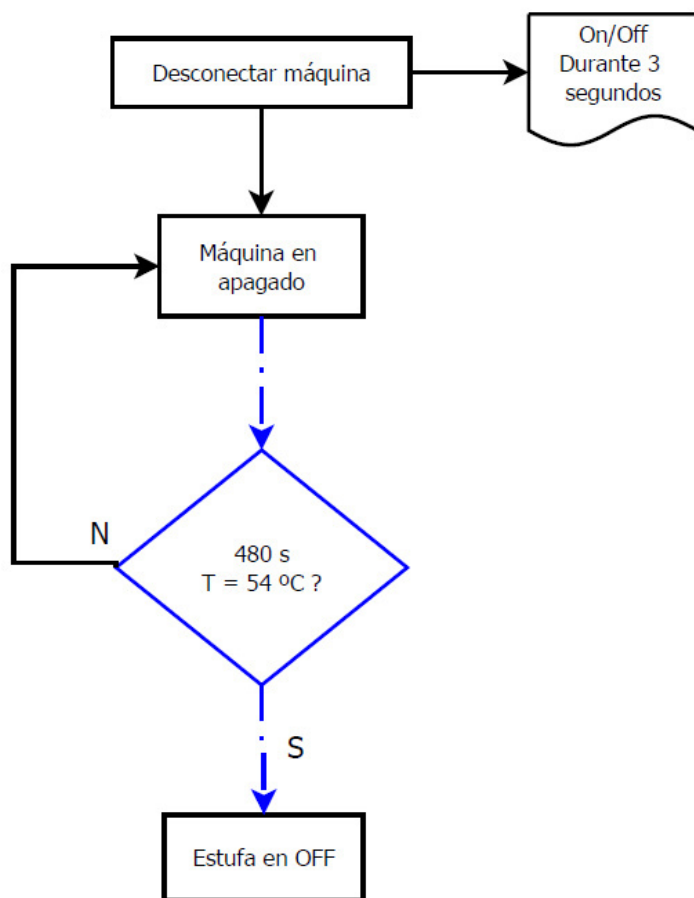 Desconectar máquina
On/Off
Durante 3
segundos
Máquina en
apagado
N
480 s
T = 54 ºC ?
S
Estufa en OFF